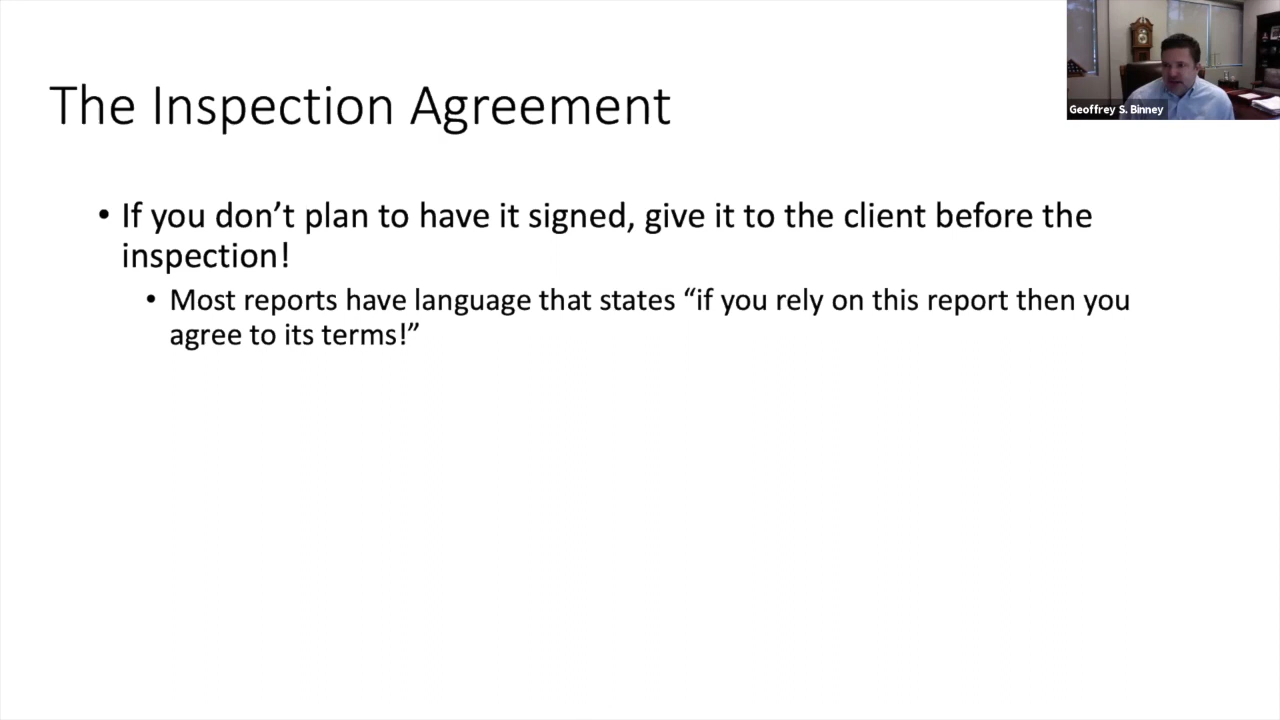 Geoffrey S. Binney
The Inspection Agreement
• If you don’t plan to have it signed, give it to the client before the
inspection!
• Most reports have language that states “if you rely on this report then you
agree to its terms!”